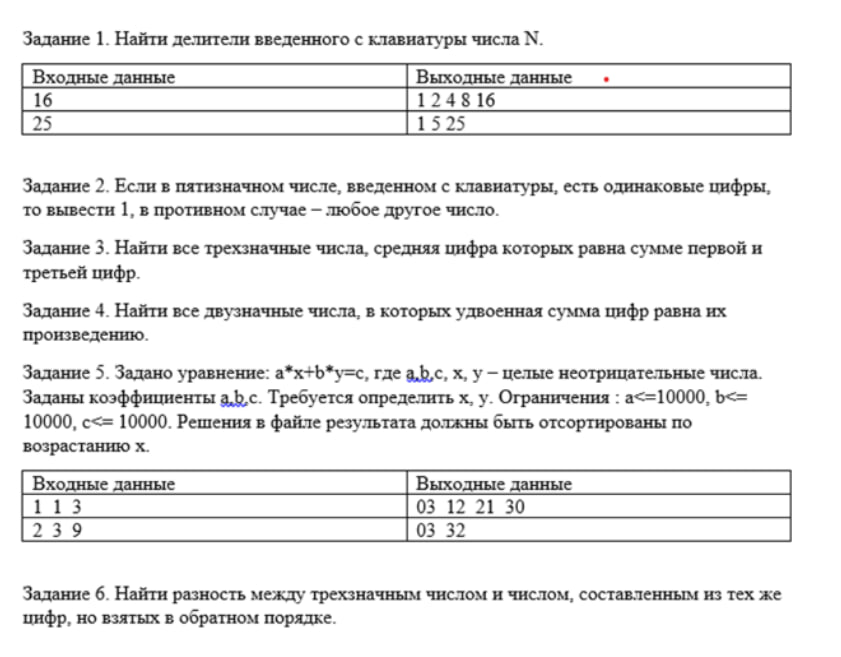 Задание 1. Найти делители введенного с клавиатуры числа N.
Входные данные Выходные данные
16 1 2 4 8 16
25 1 5 25
Задание 2. Если в пятизначном числе, введенном с клавиатуры, есть одинаковые цифры,
то вывести 1, в противном случае – любое другое число.
Задание 3. Найти все трехзначные числа, средняя цифра которых равна сумме первой и
третьей цифр.
Задание 4. Найти все двузначные числа, в которых удвоенная сумма цифр равна их
произведению.
Задание 5. Задано уравнение: a*x+b*y=c, где a,b,c, x, y – целые неотрицательные числа.
Заданы коэффициенты a,b,c. Требуется определить x, y. Ограничения : a<=10000, b<=
10000, c<= 10000. Решения в файле результата должны быть отсортированы по
возрастанию x.
Входные данные Выходные данные
1 1 3 03 12 21 30
2 3 9 03 32
Задание 6. Найти разность между трехзначным числом и числом, составленным из тех же
цифр, но взятых в обратном порядке.